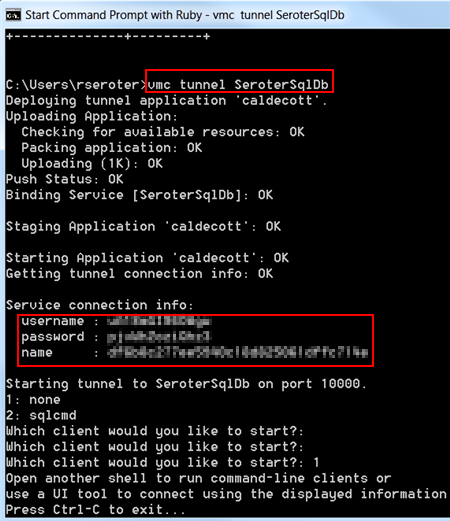 Start Command Prompt with Ruby - vmc tunnel SeroterSqlDb
+--------------+---------+
C:\Users\rseroter>vmc tunnel SeroterSqlDb
Deploying tunnel application 'caldecott'.
Uploading Application:
Checking for available resources: OK
Packing application: OK
Uploading (1K): OK
Push Status: OK
Binding Service [SeroterSqlDb]: OK
Staging Application 'caldecott': OK
Starting Application 'caldecott': OK
Getting tunnel connection info: OK
Service connection info:
username :
password :
name :
Starting tunnel to SeroterSqlDb on port 10000.
1: none
2: sqlcmd
Which client would you like to start?:
Which client would you like to start?:
Which client would you like to start?: 1
Open another shell to run command-line clients or
use a UI tool to connect using the displayed information
Press Ctrl-C to exit...